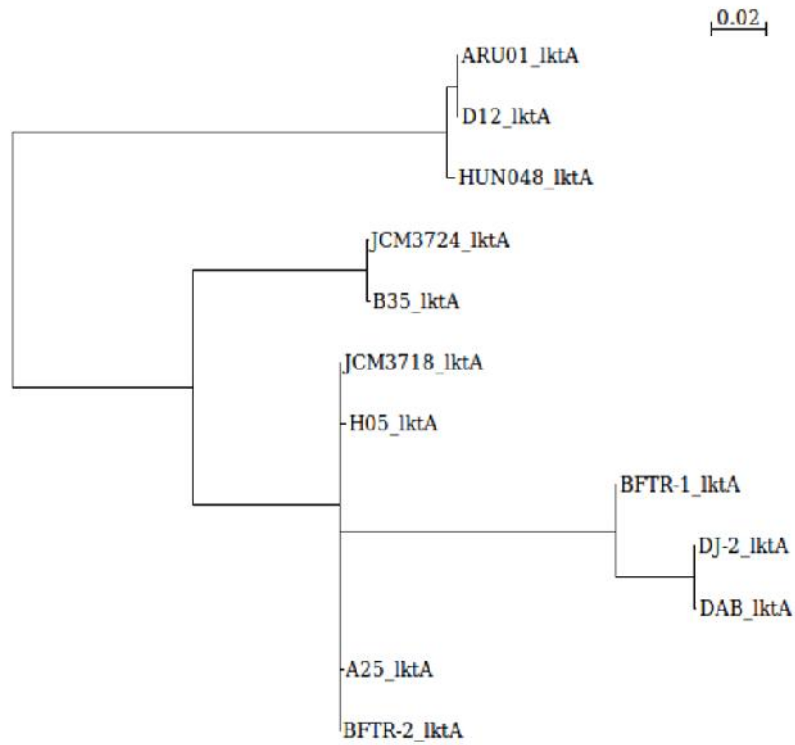 0.02
ARU01_lktA
D12_lktA
HUN048_lktA
JCM3724_lktA
B35_lktA
JCM3718_lktA
H05_lktA
BFTR-1_lktA
DJ-2_lktA
DAB_lktA
A25_lktA
BFTR-2_lktA